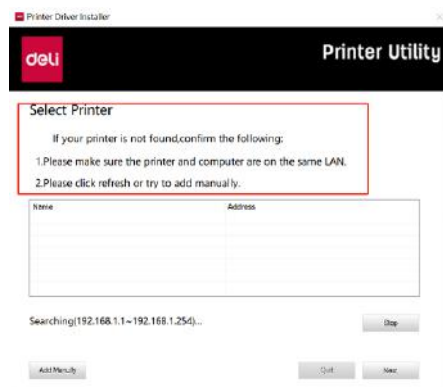 Printer Driver Installer
deli
Printer Utility
Select Printer
If your printer is not found,confirm the following:
1.Please make sure the printer and computer are on the same LAN.
2.Please click refresh or try to add manually.
Name Address
Searching(192.168.1.1~192.168.1.254)...
Stop
Add Manully Quit Next